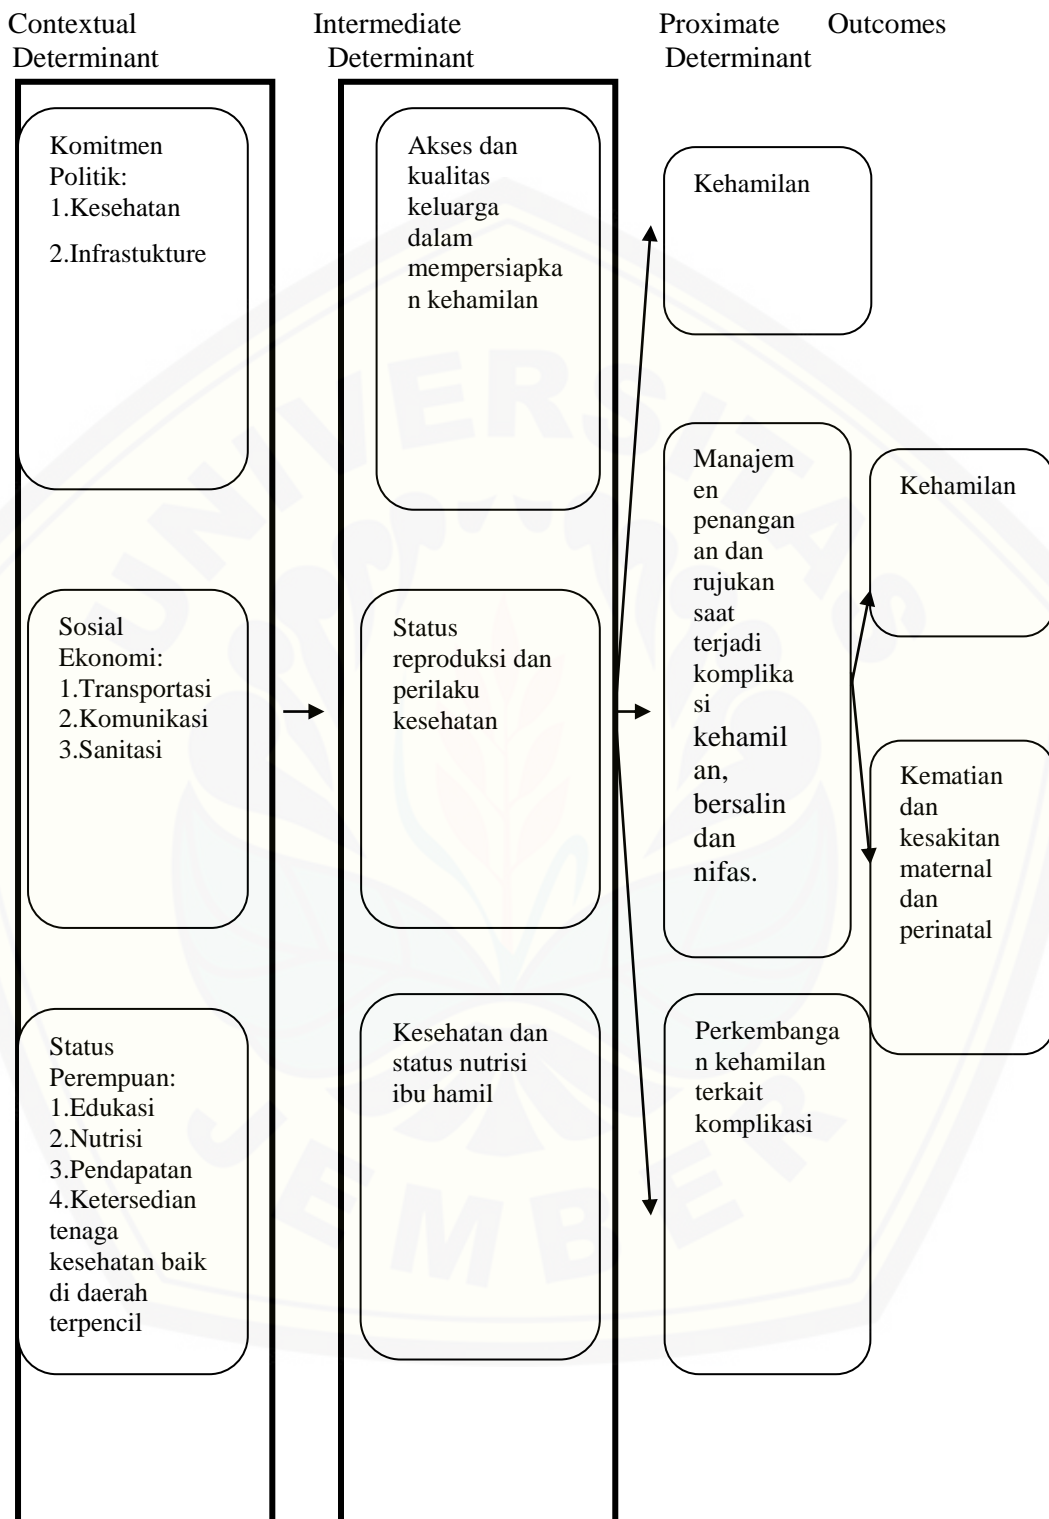 Contextual
Determinant
Intermediate
Determinant
Proximate
Determinant
Outcomes
Komitmen
Politik:
1.Kesehatan
2.Infrastukture
Sosial
Ekonomi:
1.Transportasi
2.Komunikasi
3.Sanitasi
Status
Perempuan:
1.Edukasi
2.Nutrisi
3.Pendapatan
4.Ketersedian
tenaga
kesehatan baik
di daerah
terpencil
Akses dan
kualitas
keluarga
dalam
mempersiapka
n kehamilan
Status
reproduksi dan
perilaku
kesehatan
Kesehatan dan
status nutrisi
ibu hamil
Kehamilan
Manajem
en
penangan
an dan
rujukan
saat
terjadi
komplika
si
kehamil
an,
bersalin
dan
nifas.
Perkembanga
n kehamilan
terkait
komplikasi
Kehamilan
Kematian
dan
kesakitan
maternal
dan
perinatal
UNIVERSITAS
JEMBER